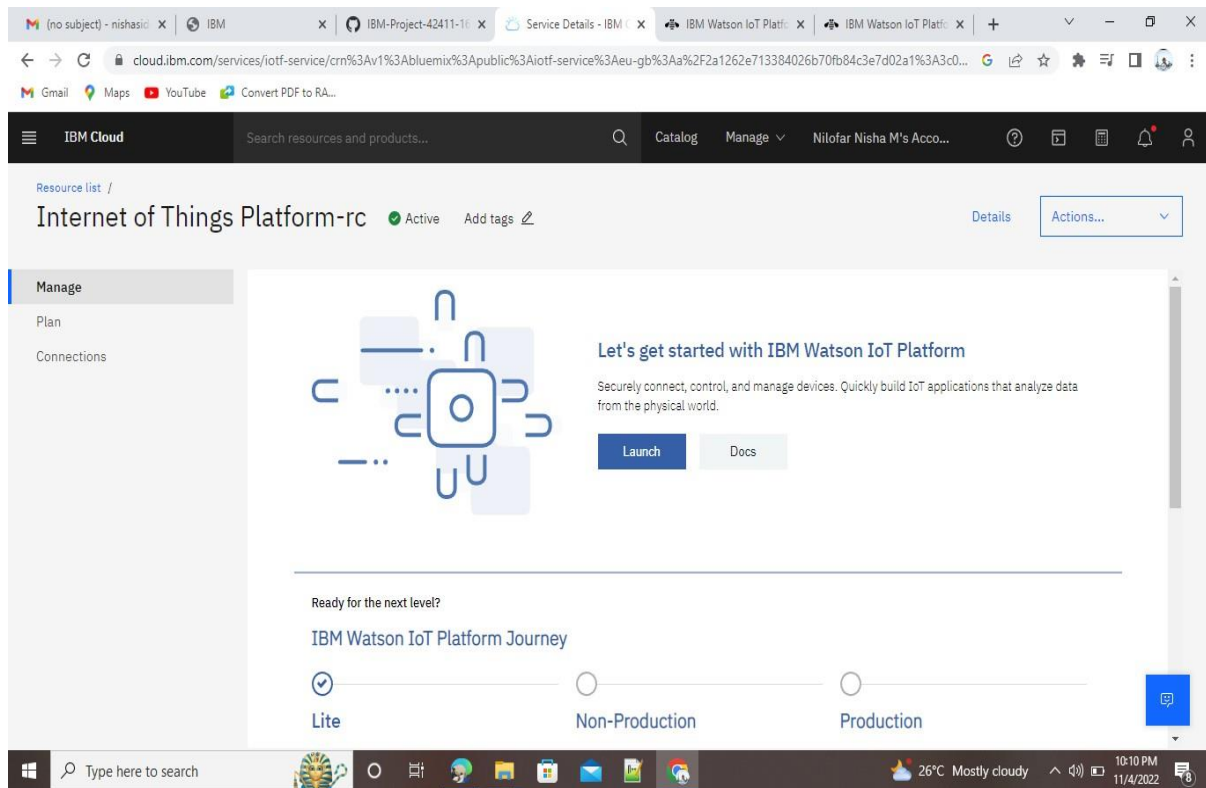 (no subject) - nishasid
IBM
IBM-Project-42411-16
Service Details - IBM C
IBM Watson IoT Platfo
IBM Watson IoT Platfo
cloud.ibm.com/services/iotf-service/crn%3Av1%3Abluemix%3Apublic%3Aiotf-service%3Aeu-gb%3Aa%2F2a1262e713384026b70fb84c3e7d02a1%3A3c0...
Gmail
Maps
YouTube
Convert PDF to RA...
IBM Cloud
Search resources and products...
Catalog
Manage
Nilofar Nisha M's Acco...
Resource list /
Internet of Things Platform-rc
Active
Add tags
Details
Actions...
Manage
Plan
Connections
Let's get started with IBM Watson IoT Platform
Securely connect, control, and manage devices. Quickly build IoT applications that analyze data
from the physical world.
Launch
Docs
Ready for the next level?
IBM Watson IoT Platform Journey
Lite
Non-Production
Production
Type here to search
26°C Mostly cloudy
10:10 PM
11/4/2022
8